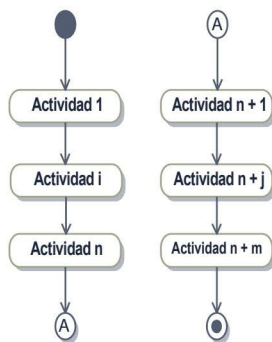 Actividad 1
Actividad i
Actividad n
A
A
Actividad n + 1
Actividad n + j
Actividad n + m